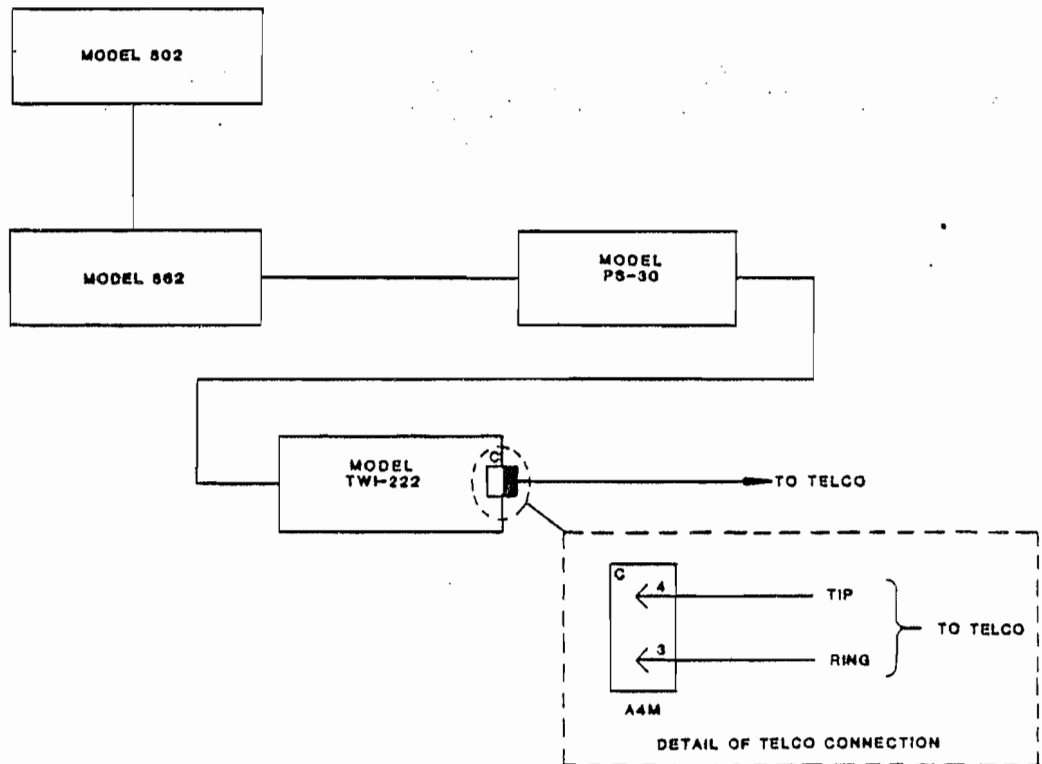 MODEL 802
MODEL 862
MODEL
PS-30
MODEL
TWI-222
C
TO TELCO
C
4
TIP
TO TELCO
3
RING
A4M
DETAIL OF TELCO CONNECTION